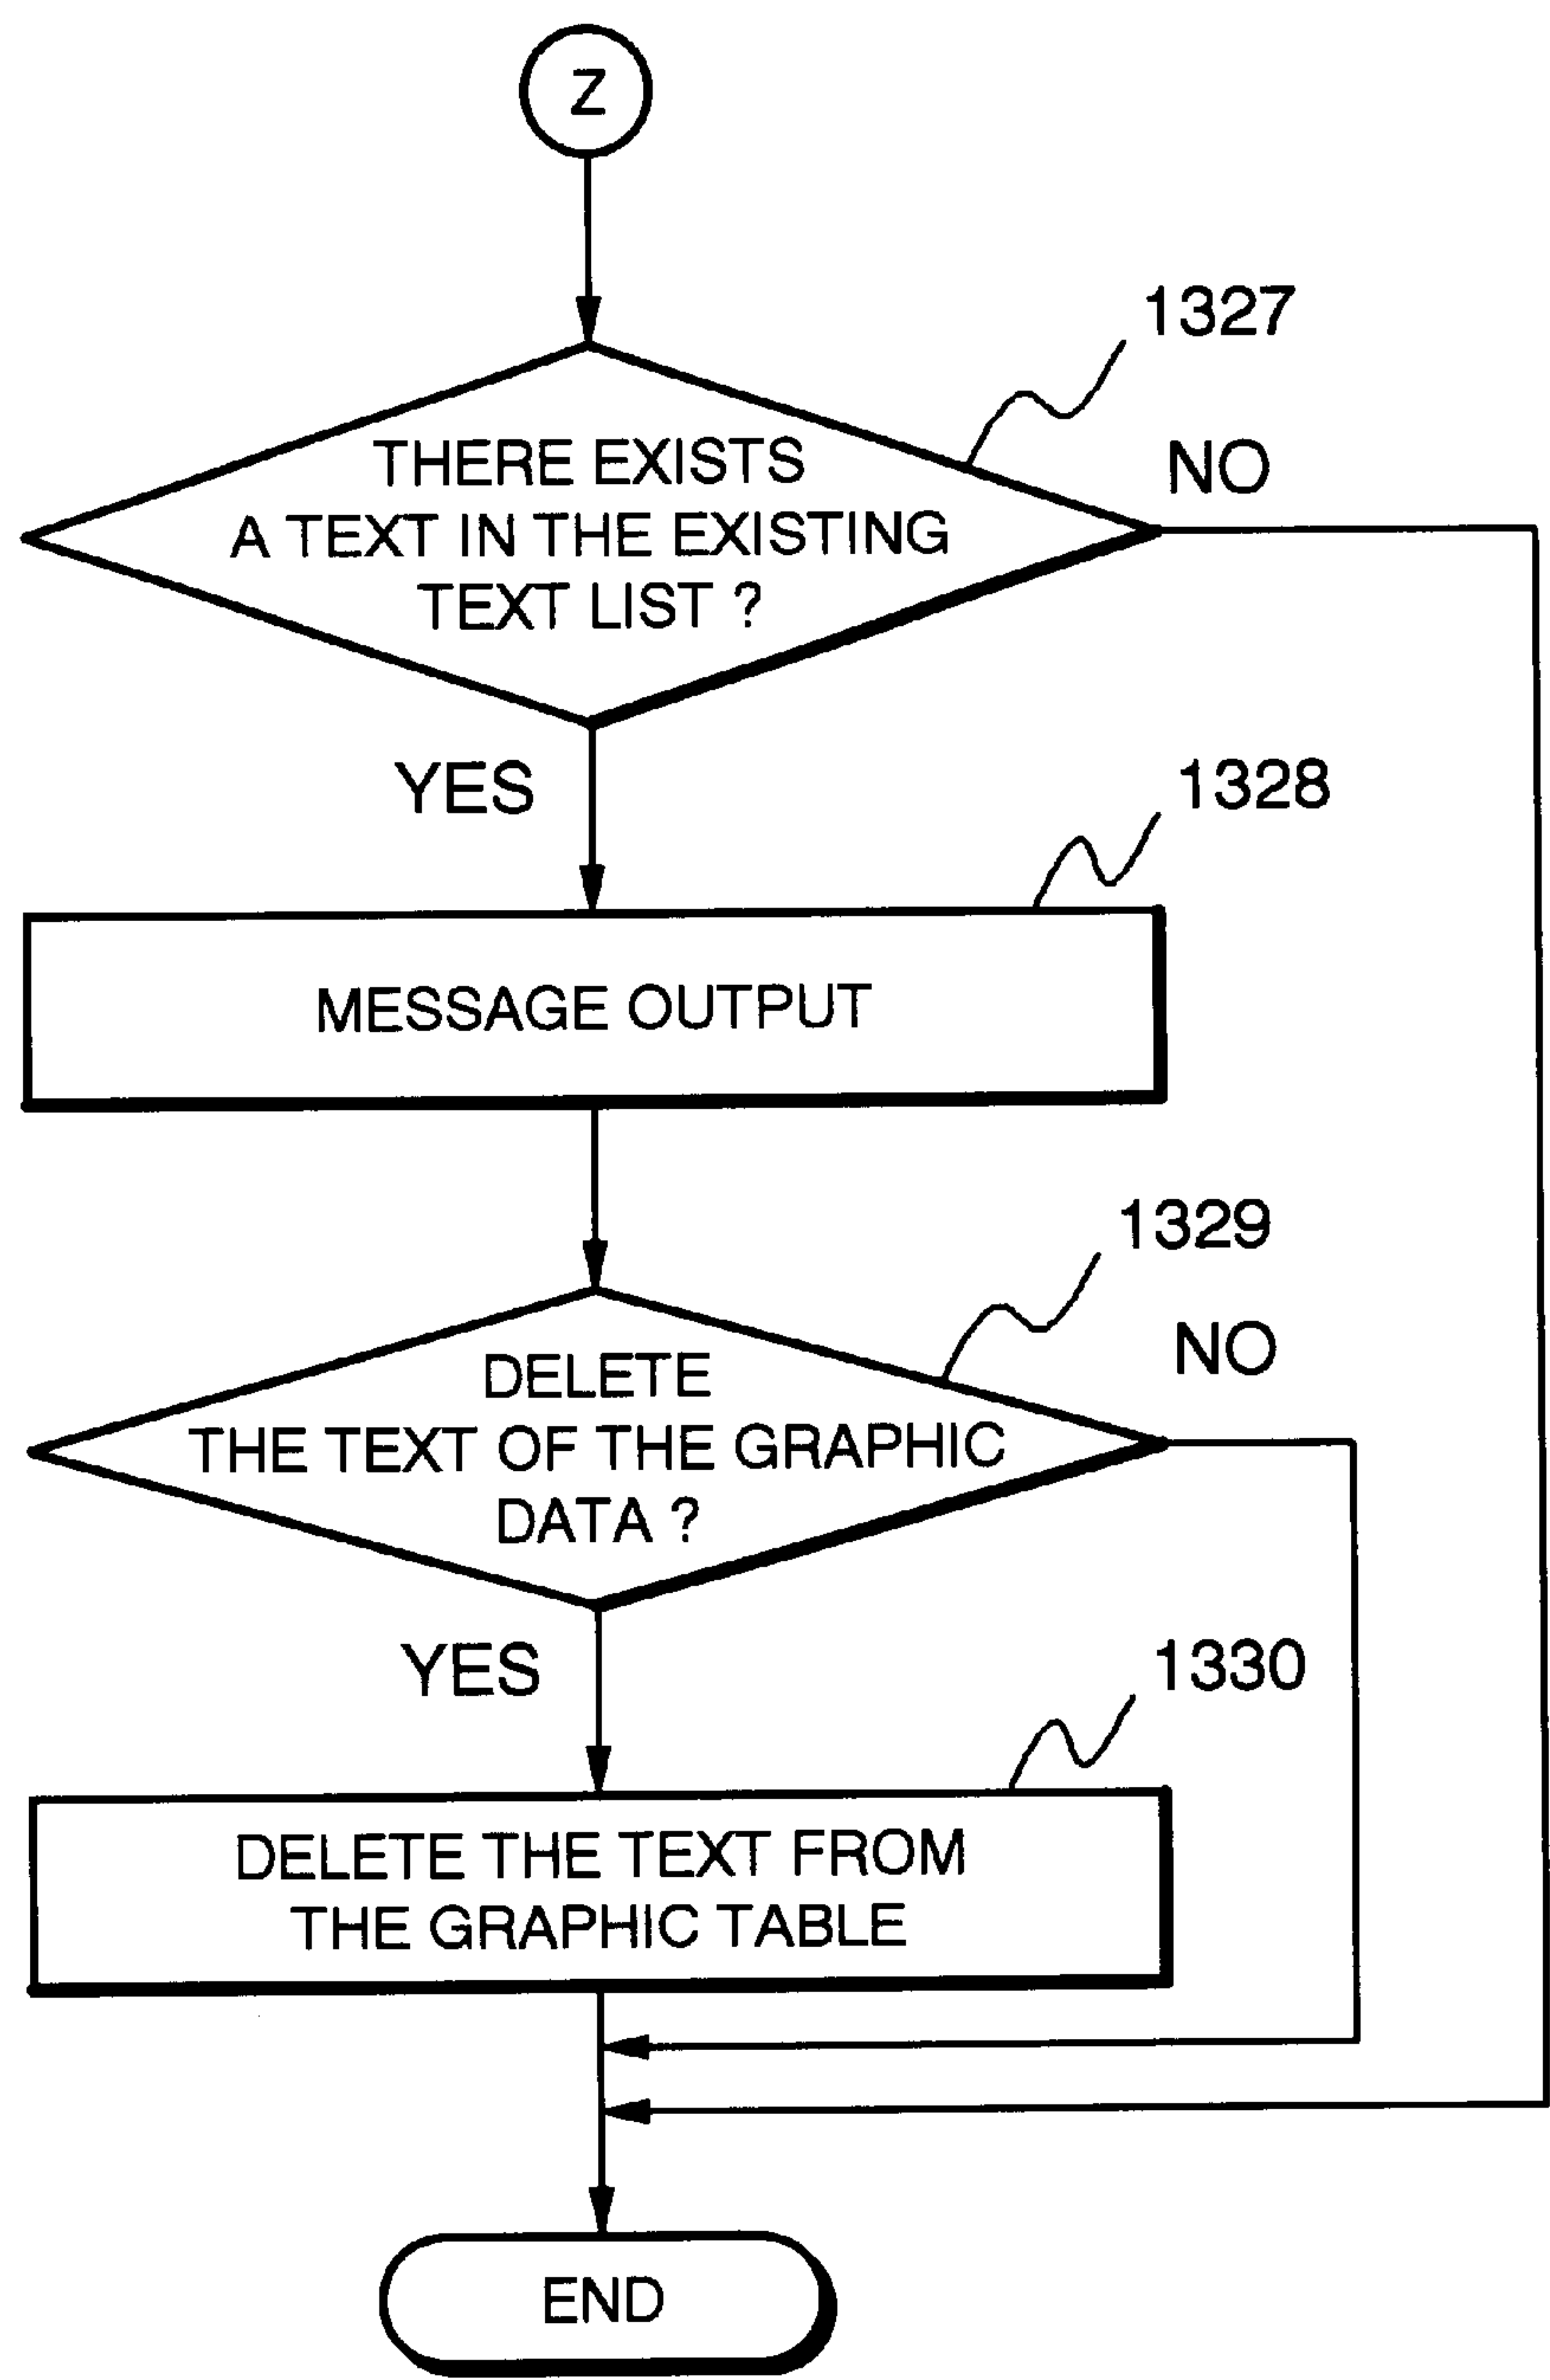 Z
1327
THERE EXISTS
A TEXT IN THE EXISTING
TEXT LIST ?
NO
YES
1328
MESSAGE OUTPUT
1329
DELETE
THE TEXT OF THE GRAPHIC
DATA ?
NO
YES
1330
DELETE THE TEXT FROM
THE GRAPHIC TABLE
END